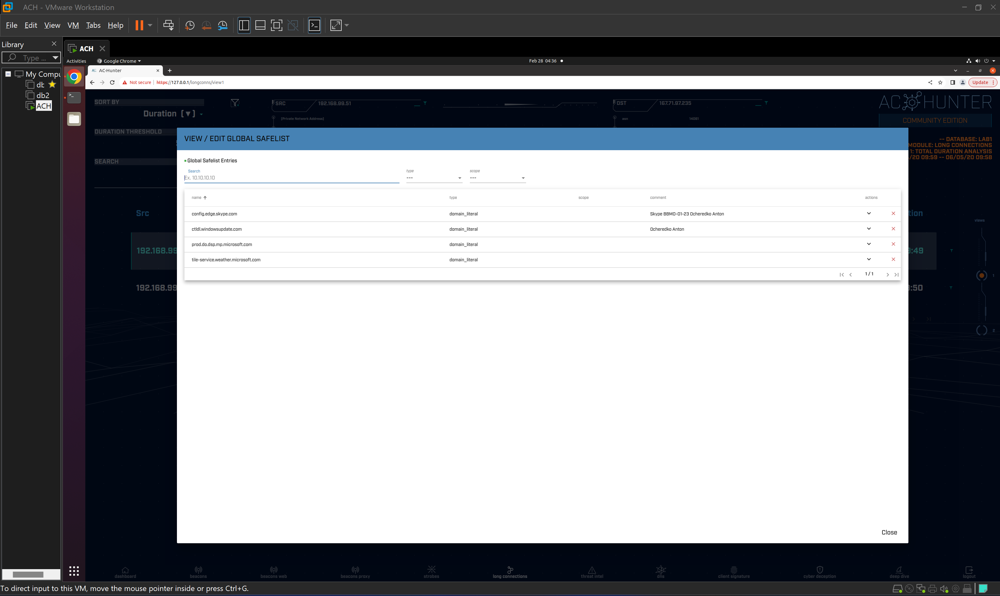 ACH - VMware Workstation
File Edit View VM Tabs Help
Library
Type ...
My Compu
db
db2
ACH
ACH
Activities
Google Chrome
Feb 28 04:36
AC-Hunter
Not secure
https://127.0.0.1/longconns/view1
Update
SORT BY
Duration [▼]
SRC 192.168.99.51
[Private Network Address]
DST 167.71.97.235
asn 14061
AC HUNTER
COMMUNITY EDITION
DURATION THRESHOLD
SEARCH
-- DATABASE: LAB1
MODULE: LONG CONNECTIONS
1: TOTAL DURATION ANALYSIS
/20 09:59 -- 06/05/20 09:58
VIEW / EDIT GLOBAL SAFELIST
Global Safelist Entries
Search
Ex. 10.10.10.10
type
---
scope
---
name type scope comment actions
config.edge.skype.com domain_literal Skype BBMO-01-23 Ocheredko Anton
ctldl.windowsupdate.com domain_literal Ocheredko Anton
prod.do.dsp.mp.microsoft.com domain_literal
tile-service.weather.microsoft.com domain_literal
1 / 1
Close
Src
tion
views
192.168.99
:49
1
192.168.99
:50
2
dashboard beacons beacons web beacons proxy strobes long connections threat intel dns client signature cyber deception deep dive logout
To direct input to this VM, move the mouse pointer inside or press Ctrl+G.